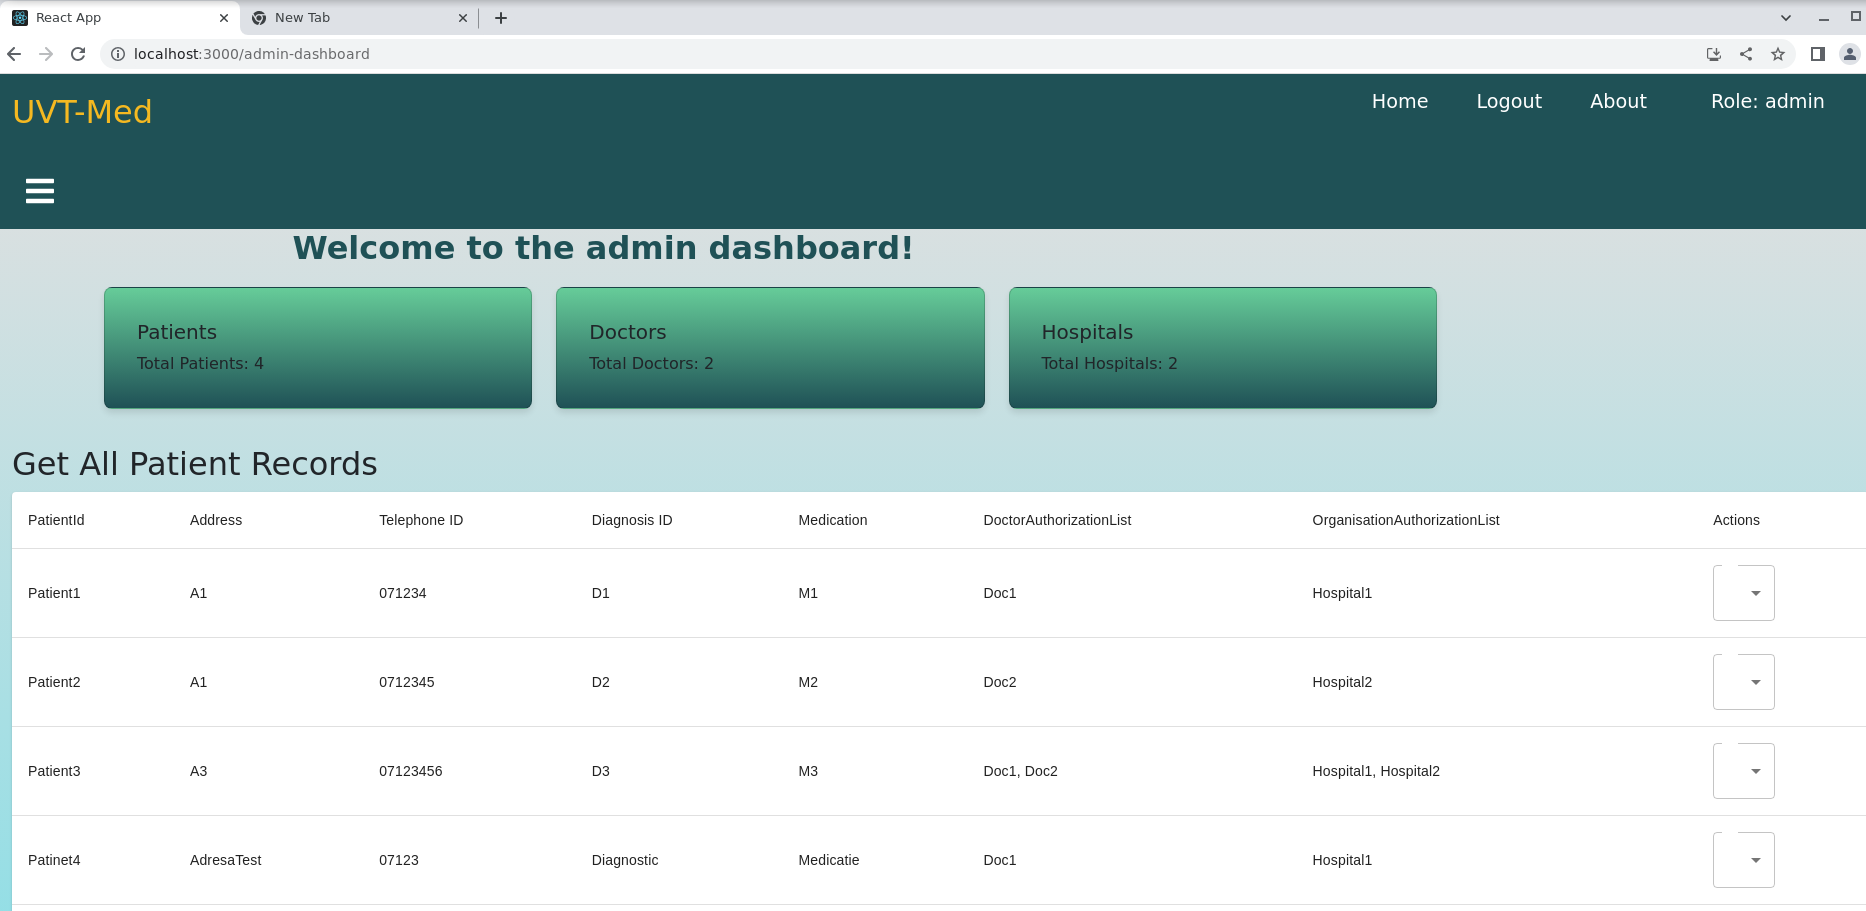 React App
New Tab
localhost:3000/admin-dashboard
UVT-Med
Home Logout About Role: admin
Welcome to the admin dashboard!
Patients
Total Patients: 4
Doctors
Total Doctors: 2
Hospitals
Total Hospitals: 2
Get All Patient Records
PatientId Address Telephone ID Diagnosis ID Medication DoctorAuthorizationList OrganisationAuthorizationList Actions
Patient1 A1 071234 D1 M1 Doc1 Hospital1
Patient2 A1 0712345 D2 M2 Doc2 Hospital2
Patient3 A3 07123456 D3 M3 Doc1, Doc2 Hospital1, Hospital2
Patinet4 AdresaTest 07123 Diagnostic Medicatie Doc1 Hospital1